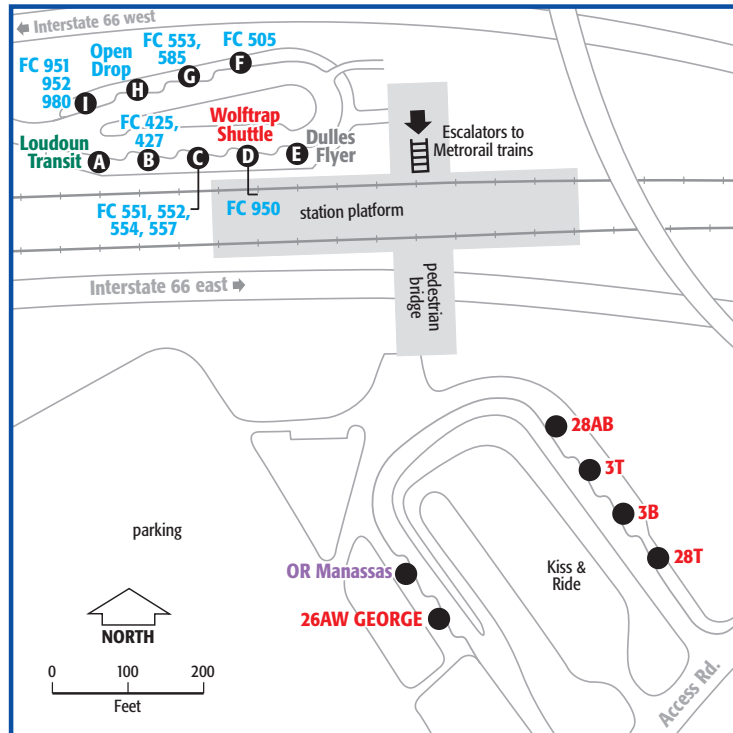 ← Interstate 66 west
FC 951
952
980
Open
Drop
FC 553,
585
FC 505
I
H
G
F
Loudoun
Transit
FC 425,
427
Wolftrap
Shuttle
Dulles
Flyer
A
B
C
D
E
FC 551, 552,
554, 557
FC 950
Escalators to
Metrorail trains
station platform
Interstate 66 east →
pedestrian
bridge
28AB
3T
3B
28T
parking
OR Manassas
26AW GEORGE
Kiss &
Ride
NORTH
0 100 200
Feet
Access Rd.